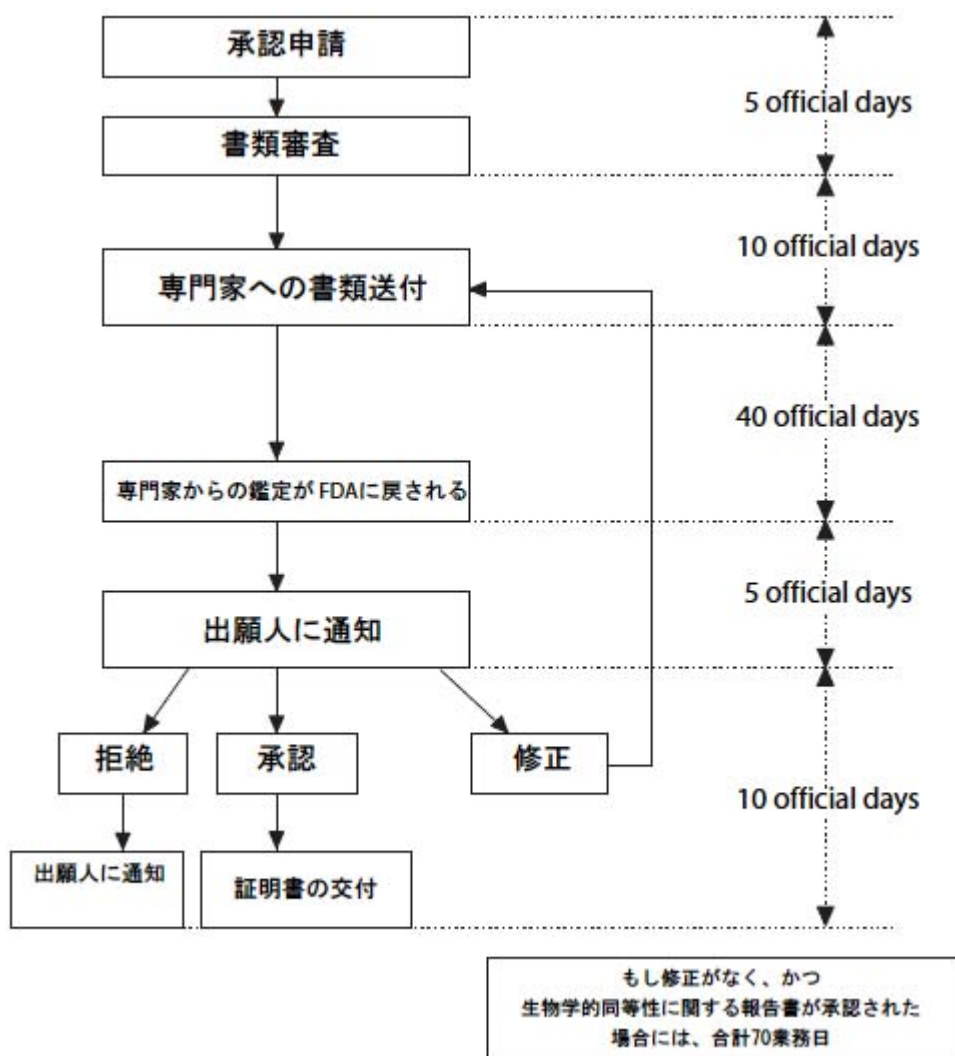 承認申請
5 official days
書類審査
10 official days
専門家への書類送付
40 official days
専門家からの鑑定が FDAに戻される
5 official days
出願人に通知
拒絶
承認
修正
10 official days
出願人に通知
証明書の交付
もし修正がなく、かつ
生物学的同等性に関する報告書が承認された
場合には、合計70業務日